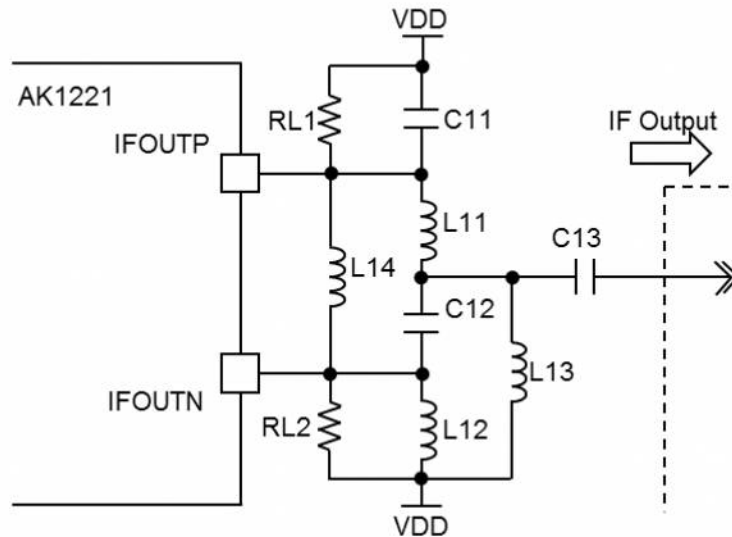 VDD
AK1221
RL1
C11
IF Output
IFOUTP
L11
C13
L14
C12
L13
IFOUTN
RL2
L12
VDD